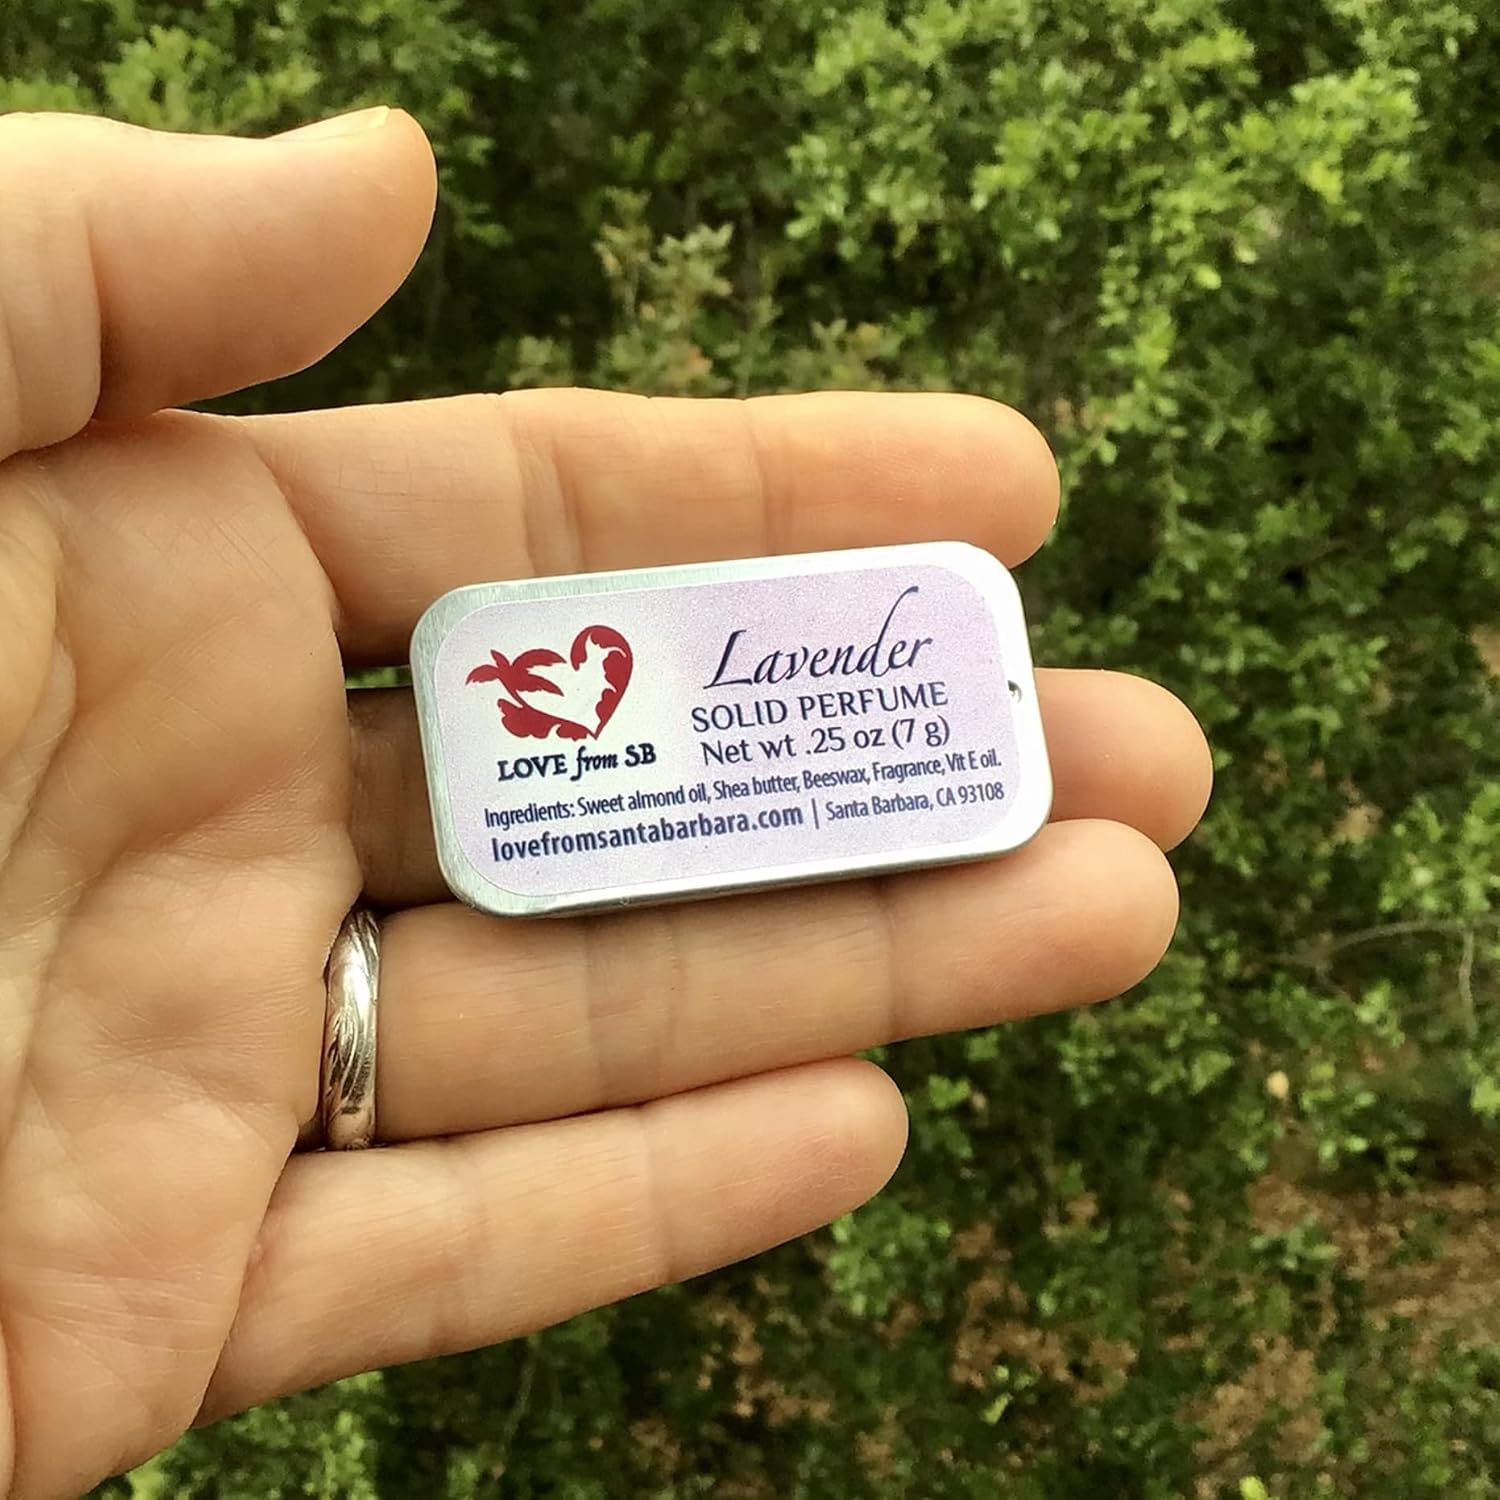 Lavender
SOLID PERFUME
Net wt .25 oz (7 g)
LOVE from SB
Ingredients: Sweet almond oil, Shea butter, Beeswax, Fragrance, Vit E oil.
lovefromsantabarbara.com | Santa Barbara, CA 93108